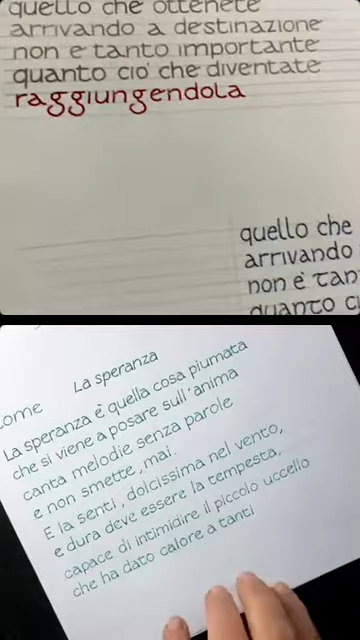 quello che ottenete
arrivando a destinazione
non è tanto importante
quanto ciò che diventate
raggiungendola
quello che
arrivando
non è tan
quanto ci
come
La speranza
La speranza è quella cosa piumata
che si viene a posare sull'anima
canta melodie senza parole
e non smette, mai.
E la senti, dolcissima nel vento,
e dura deve essere la tempesta,
capace di intimidire il piccolo uccello
che ha dato calore a tanti